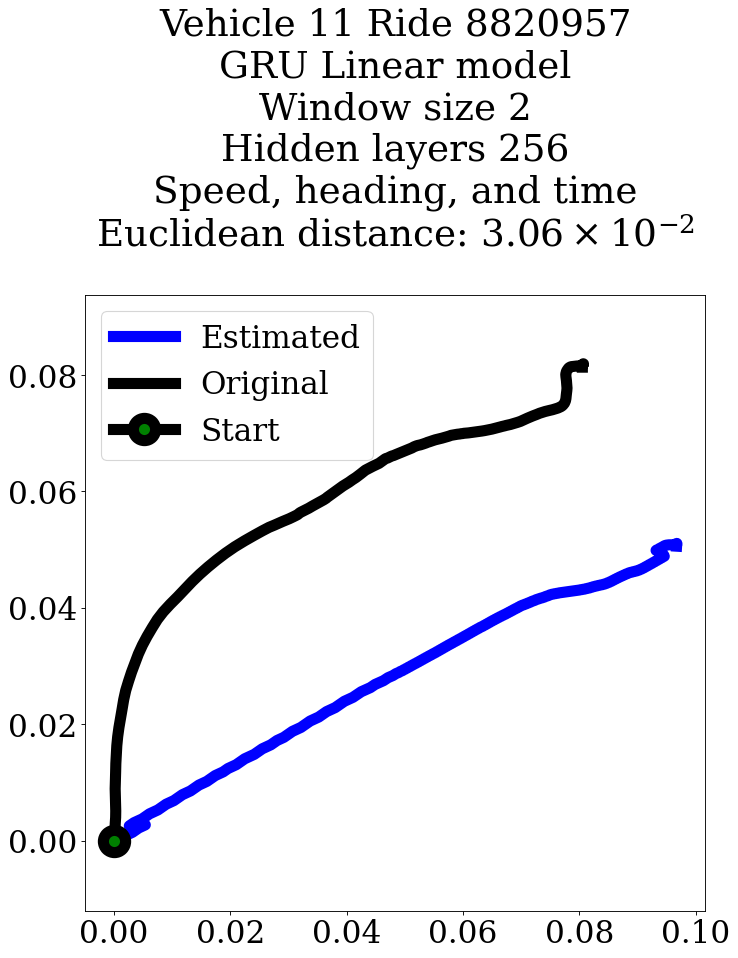 Vehicle 11 Ride 8820957
GRU Linear model
Window size 2
Hidden layers 256
Speed, heading, and time
Euclidean distance: 3.06 × 10⁻²
Estimated
Original
Start
0.08
0.06
0.04
0.02
0.00
0.00 0.02 0.04 0.06 0.08 0.10